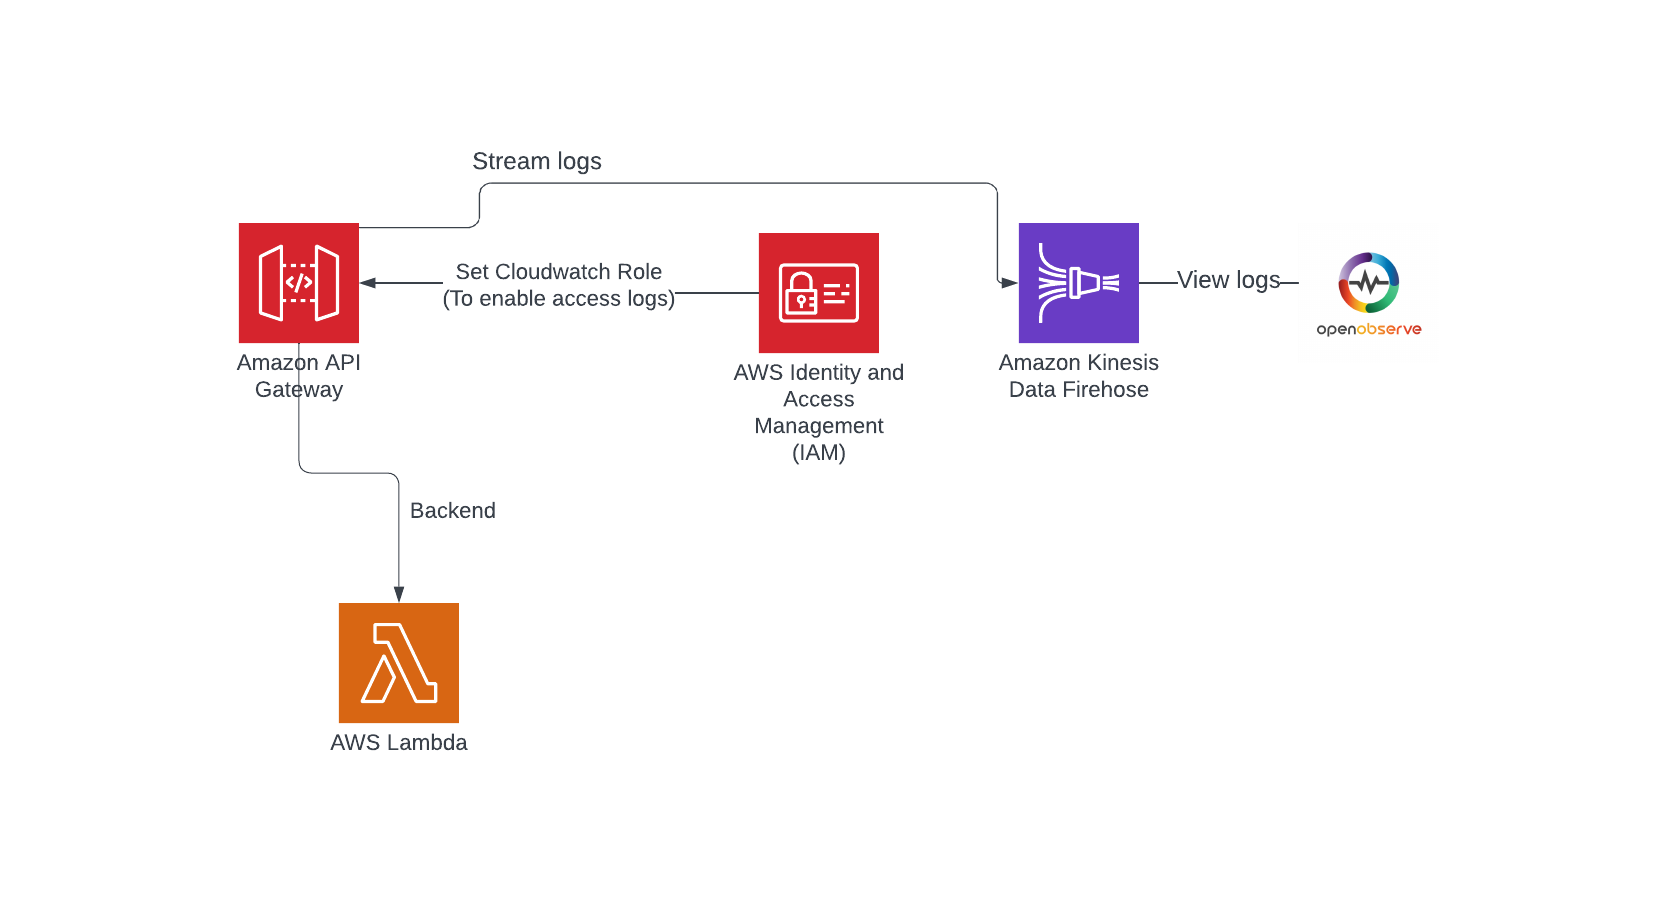 Stream logs
Set Cloudwatch Role
(To enable access logs)
View logs
openobserve
Amazon API
Gateway
AWS Identity and
Access
Management
(IAM)
Amazon Kinesis
Data Firehose
Backend
AWS Lambda